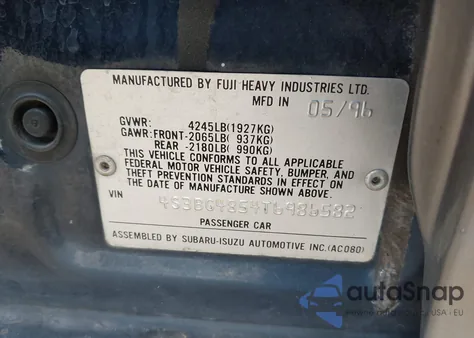 MANUFACTURED BY FUJI HEAVY INDUSTRIES LTD.
MFD IN 05/96
GVWR: 4245LB(1927KG)
GAWR:FRONT-2065LB( 937KG)
REAR -2180LB( 990KG)
THIS VEHICLE CONFORMS TO ALL APPLICABLE
FEDERAL MOTOR VEHICLE SAFETY, BUMPER, AND
THEFT PREVENTION STANDARDS IN EFFECT ON
THE DATE OF MANUFACTURE SHOWN ABOVE.
VIN
PASSENGER CAR
ASSEMBLED BY SUBARU-ISUZU AUTOMOTIVE INC.(AC080)
autoSnap